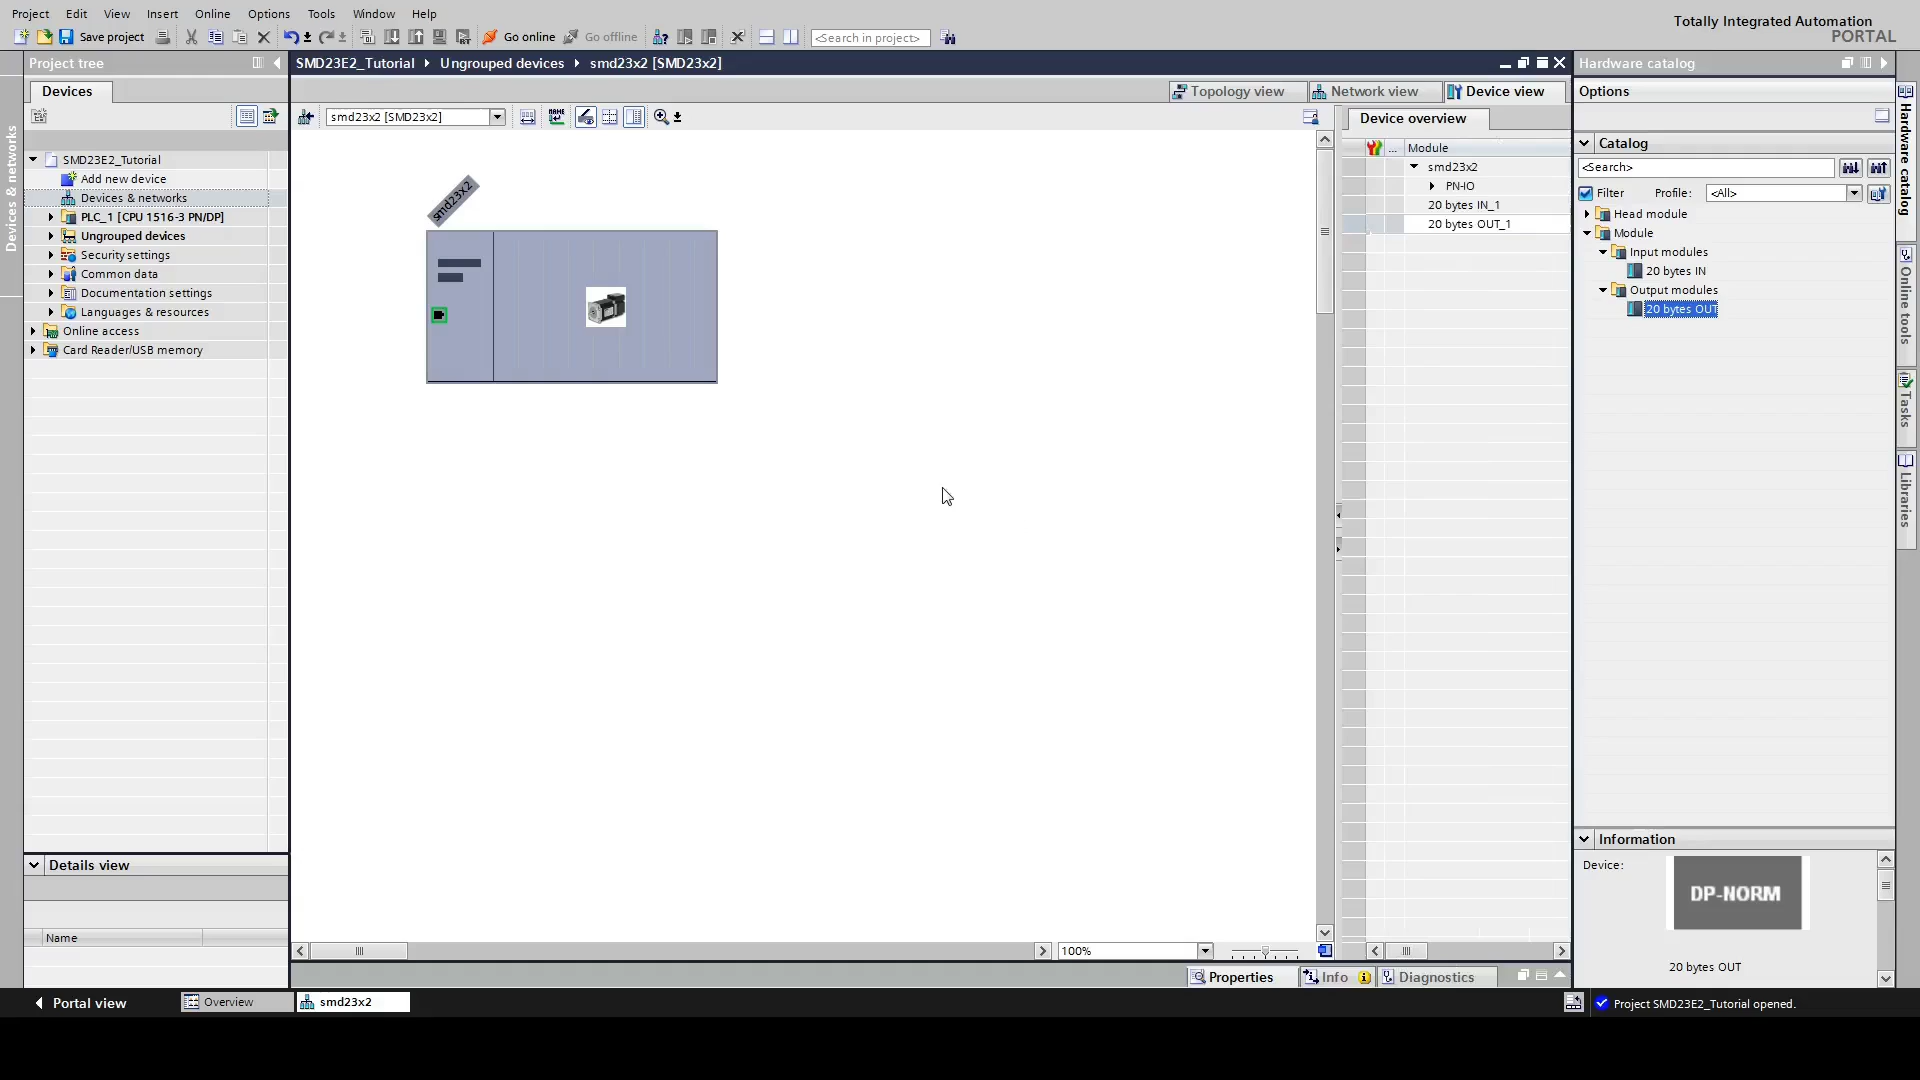 Project Edit View Insert Online Options Tools Window Help
Totally Integrated Automation
PORTAL
Save project
Go online
Go offline
<Search in project>
Project tree
SMD23E2_Tutorial
Ungrouped devices
smd23x2 [SMD23x2]
Hardware catalog
Devices
Topology view
Network view
Device view
Options
smd23x2 [SMD23x2]
NAME
Device overview
Devices & networks
SMD23E2_Tutorial
Add new device
Devices & networks
PLC_1 [CPU 1516-3 PN/DP]
Ungrouped devices
Security settings
Common data
Documentation settings
Languages & resources
Online access
Card Reader/USB memory
smd23x2
... Module
smd23x2
PN-IO
20 bytes IN_1
20 bytes OUT_1
Catalog
<Search>
Filter
Profile:
<All>
Head module
Module
Input modules
20 bytes IN
Output modules
20 bytes OUT
Hardware catalog
Online tools
Tasks
Libraries
Details view
Name
100%
Properties
Info
Diagnostics
Information
Device:
DP-NORM
20 bytes OUT
Portal view
Overview
smd23x2
Project SMD23E2_Tutorial opened.